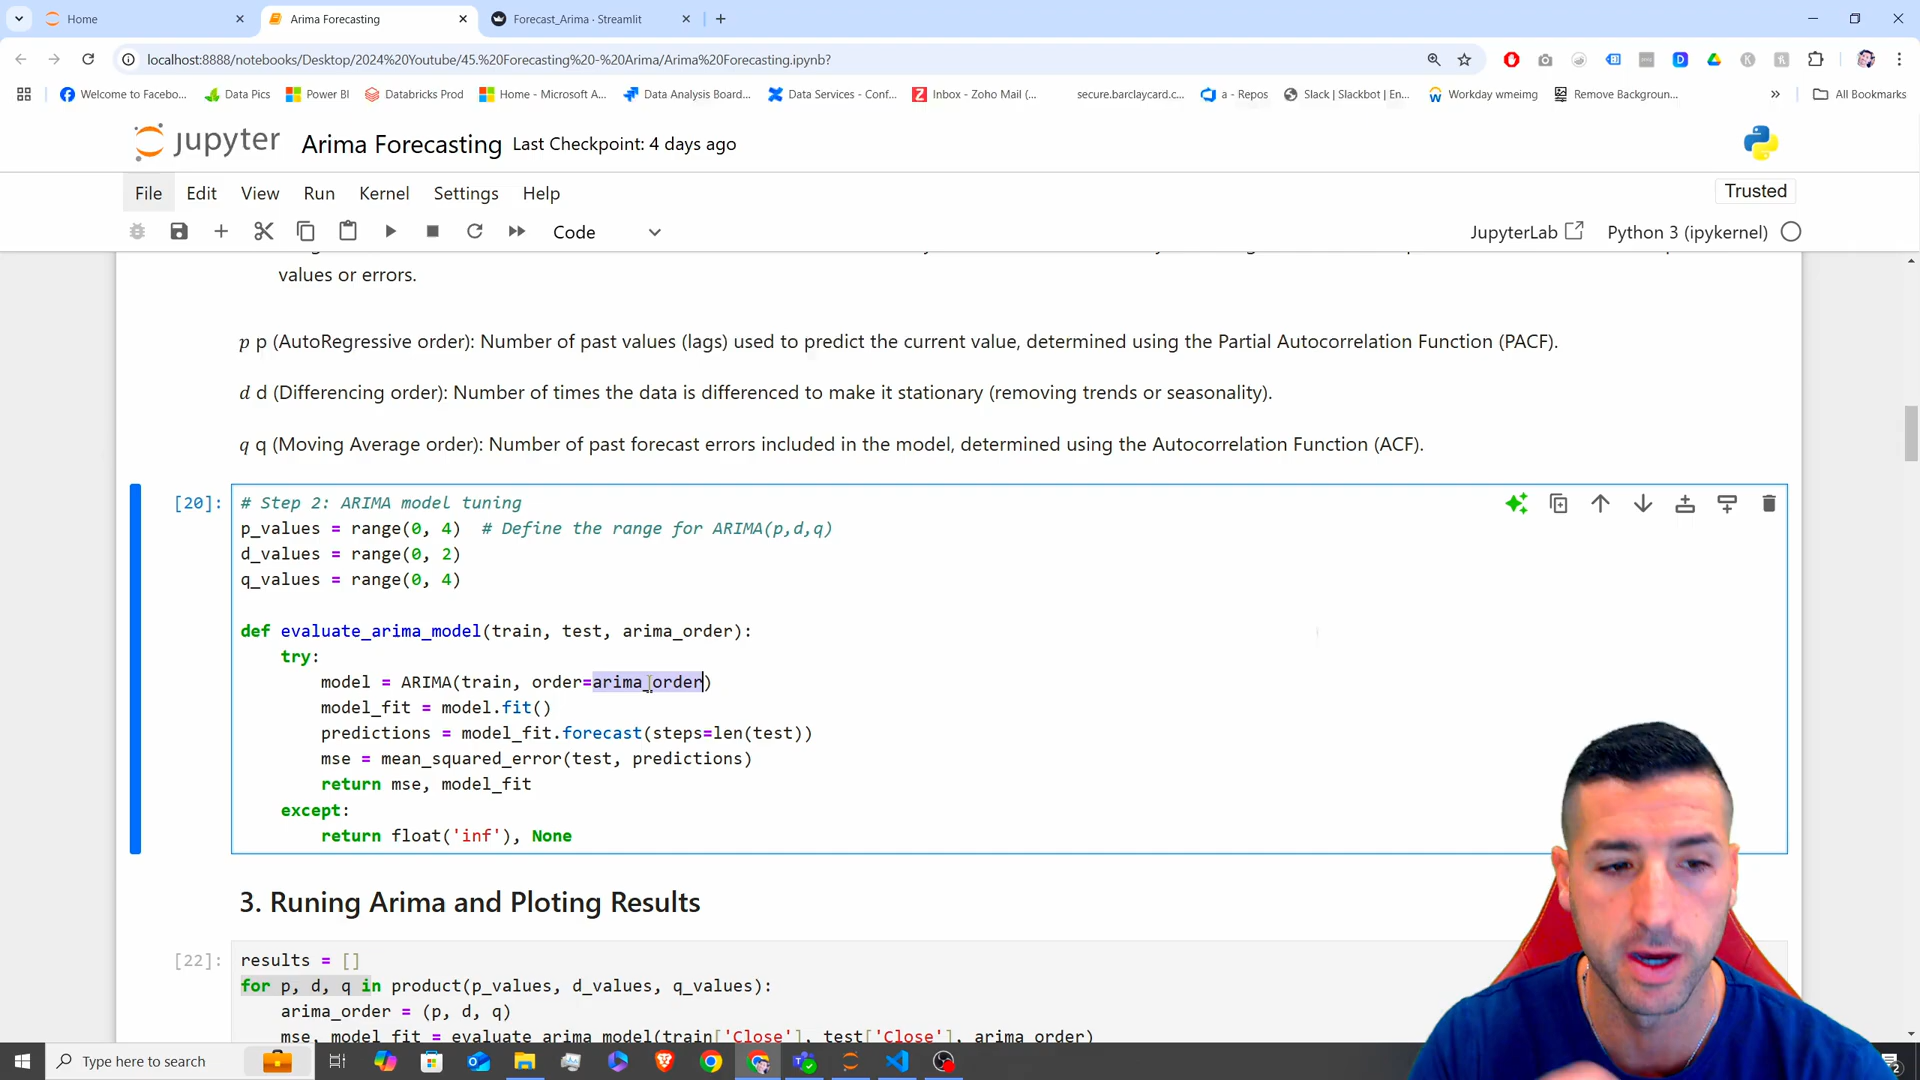 Home
Arima Forecasting
Forecast_Arima · Streamlit
localhost:8888/notebooks/Desktop/2024%20Youtube/45.%20Forecasting%20-%20Arima/Arima%20Forecasting.ipynb?
Welcome to Facebo...
Data Pics
Power BI
Databricks Prod
Home - Microsoft A...
Data Analysis Board...
Data Services - Conf...
Inbox - Zoho Mail (...
secure.barclaycard.c...
a - Repos
Slack | Slackbot | En...
Workday wmeimg
Remove Backgroun...
All Bookmarks
jupyter Arima Forecasting Last Checkpoint: 4 days ago
File Edit View Run Kernel Settings Help
Trusted
Code
JupyterLab
Python 3 (ipykernel)
values or errors.
p p (AutoRegressive order): Number of past values (lags) used to predict the current value, determined using the Partial Autocorrelation Function (PACF).
d d (Differencing order): Number of times the data is differenced to make it stationary (removing trends or seasonality).
q q (Moving Average order): Number of past forecast errors included in the model, determined using the Autocorrelation Function (ACF).
[20]:
# Step 2: ARIMA model tuning
p_values = range(0, 4)  # Define the range for ARIMA(p,d,q)
d_values = range(0, 2)
q_values = range(0, 4)
def evaluate_arima_model(train, test, arima_order):
    try:
        model = ARIMA(train, order=arima_order)
        model_fit = model.fit()
        predictions = model_fit.forecast(steps=len(test))
        mse = mean_squared_error(test, predictions)
        return mse, model_fit
    except:
        return float('inf'), None
3. Runing Arima and Ploting Results
[22]:
results = []
for p, d, q in product(p_values, d_values, q_values):
    arima_order = (p, d, q)
    mse, model_fit = evaluate_arima_model(train['Close'], test['Close'], arima_order)
Type here to search